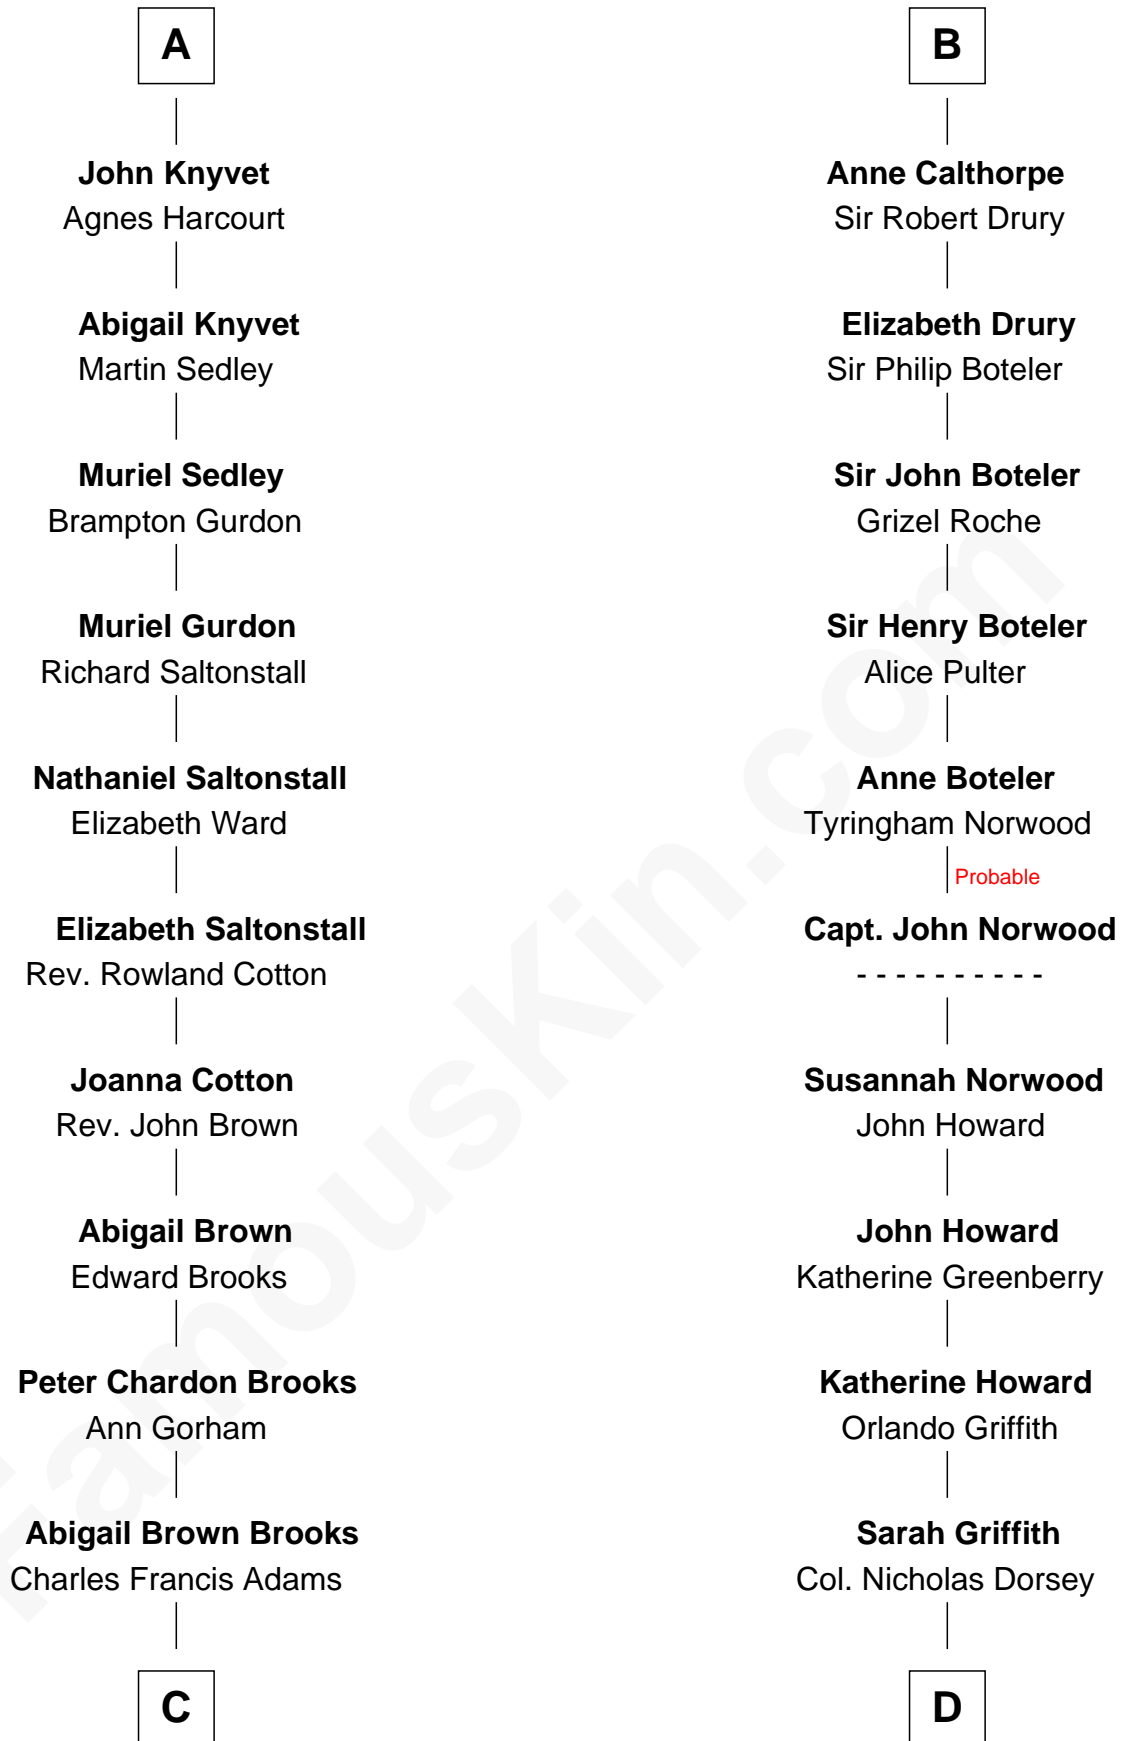 A
John Knyvet
Agnes Harcourt
Abigail Knyvet
Martin Sedley
Muriel Sedley
Brampton Gurdon
Muriel Gurdon
Richard Saltonstall
Nathaniel Saltonstall
Elizabeth Ward
Elizabeth Saltonstall
Rev. Rowland Cotton
Joanna Cotton
Rev. John Brown
Abigail Brown
Edward Brooks
Peter Chardon Brooks
Ann Gorham
Abigail Brown Brooks
Charles Francis Adams
C
B
Anne Calthorpe
Sir Robert Drury
Elizabeth Drury
Sir Philip Boteler
Sir John Boteler
Grizel Roche
Sir Henry Boteler
Alice Pulter
Anne Boteler
Tyringham Norwood
Probable
Capt. John Norwood
- - - - - - - - - -
Susannah Norwood
John Howard
John Howard
Katherine Greenberry
Katherine Howard
Orlando Griffith
Sarah Griffith
Col. Nicholas Dorsey
D
FamousKin.com